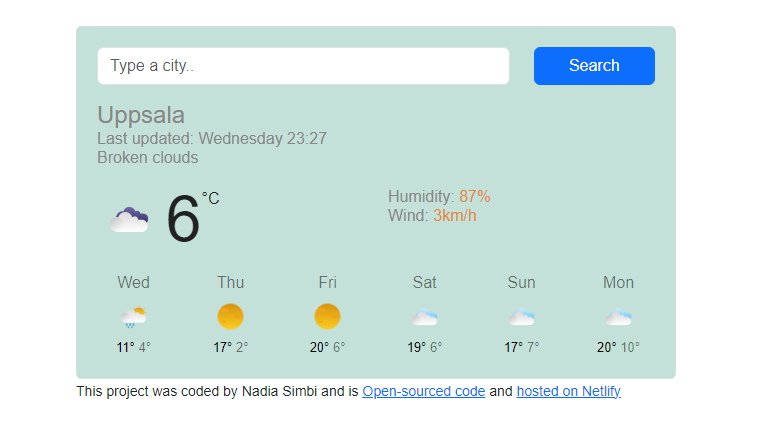 Type a city..
Search
Uppsala
Last updated: Wednesday 23:27
Broken clouds
6 °C
Humidity: 87%
Wind: 3km/h
Wed Thu Fri Sat Sun Mon
11° 4° 17° 2° 20° 6° 19° 6° 17° 7° 20° 10°
This project was coded by Nadia Simbi and is Open-sourced code and hosted on Netlify